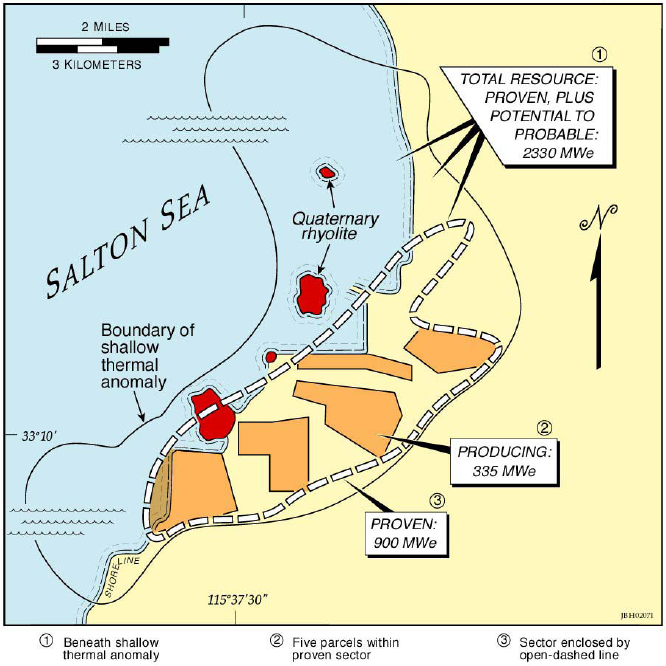 2 MILES
3 KILOMETERS
①
TOTAL RESOURCE:
PROVEN, PLUS
POTENTIAL TO
PROBABLE:
2330 MWe
SALTON SEA
Quaternary
rhyolite
N
Boundary of
shallow
thermal
anomaly
33°10'
②
PRODUCING:
335 MWe
③
PROVEN:
900 MWe
SHORE LINE
115°37'30"
JBH02071
① Beneath shallow
thermal anomaly
② Five parcels within
proven sector
③ Sector enclosed by
open-dashed line